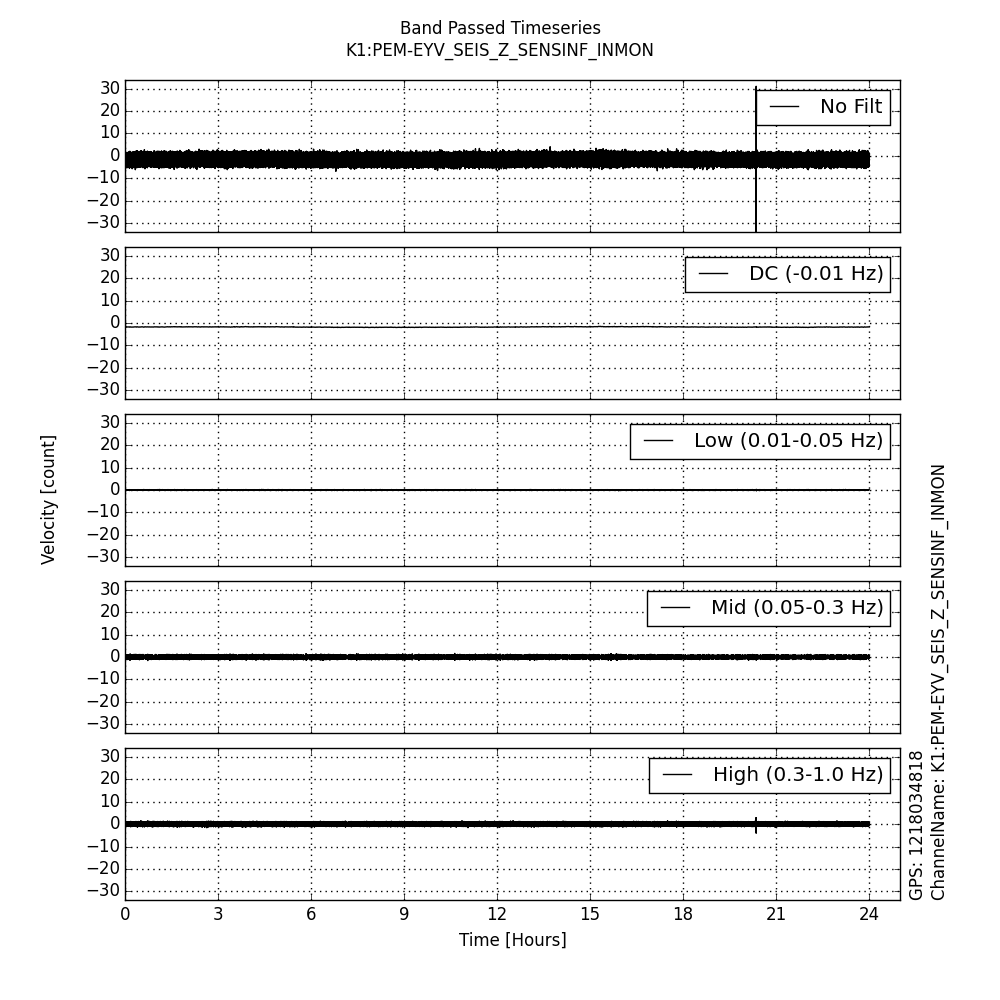 Band Passed Timeseries
K1:PEM-EYV_SEIS_Z_SENSINF_INMON
30
20
10
0
−10
−20
−30
No Filt
30
20
10
0
−10
−20
−30
DC (-0.01 Hz)
30
20
10
0
−10
−20
−30
Low (0.01-0.05 Hz)
30
20
10
0
−10
−20
−30
Mid (0.05-0.3 Hz)
30
20
10
0
−10
−20
−30
High (0.3-1.0 Hz)
0 3 6 9 12 15 18 21 24
Time [Hours]
Velocity [count]
GPS: 1218034818
ChannelName: K1:PEM-EYV_SEIS_Z_SENSINF_INMON